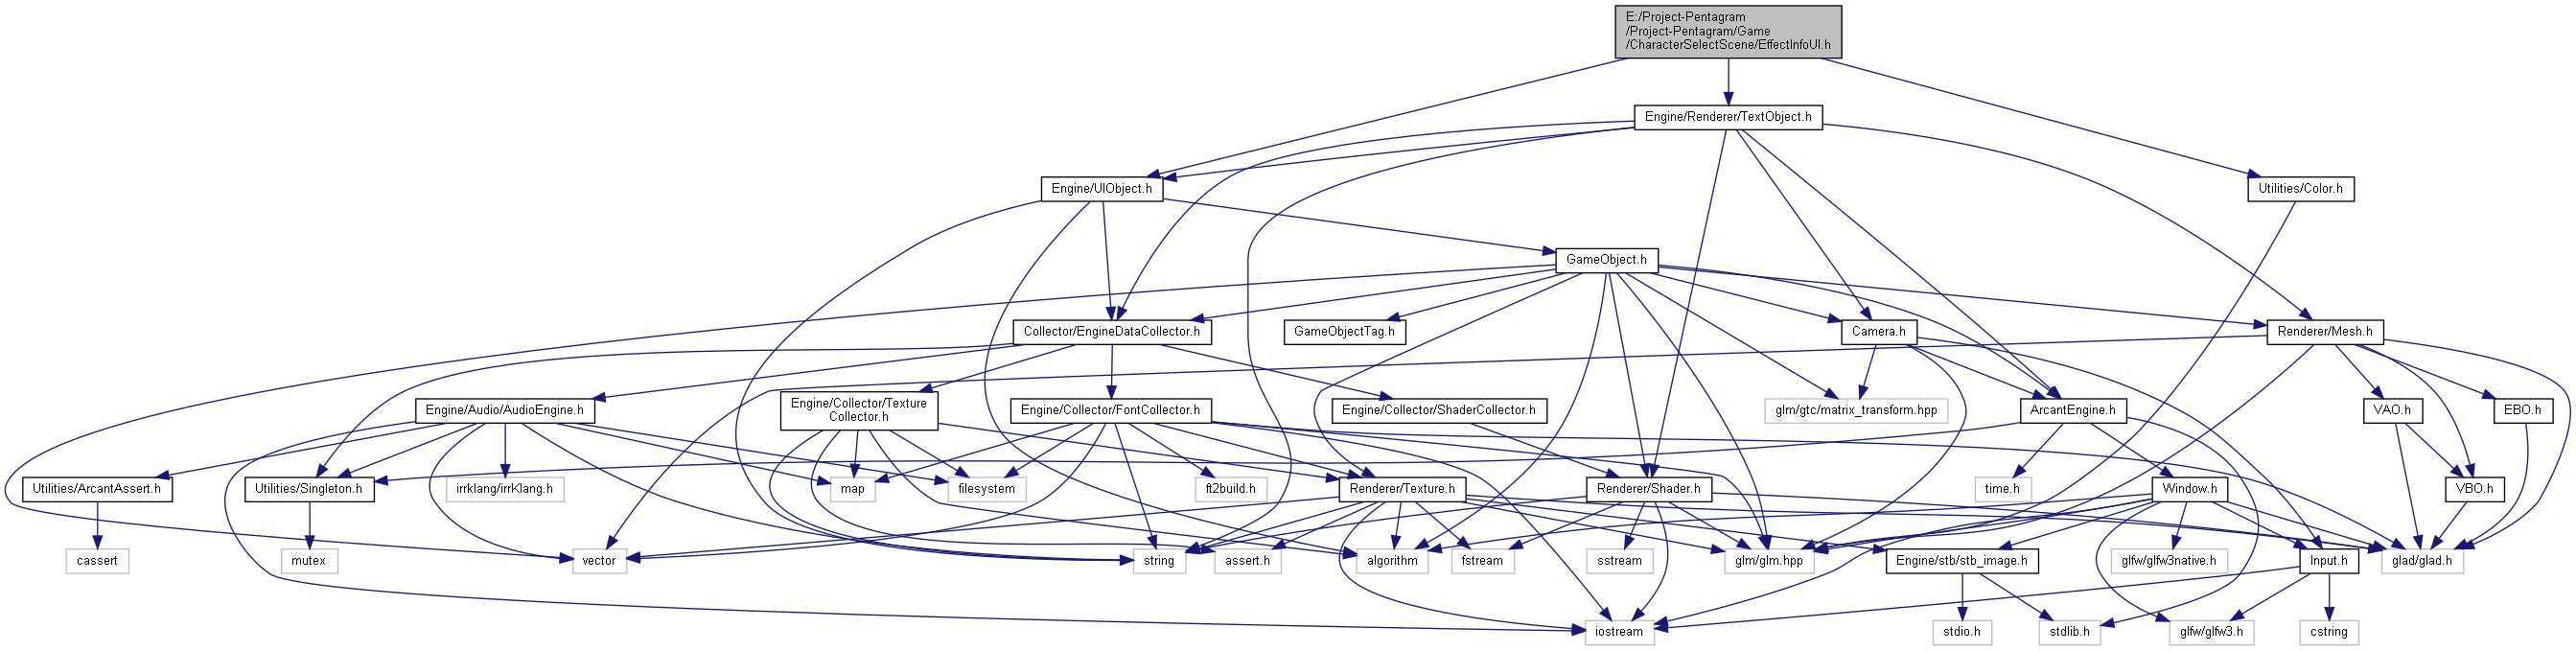 E:/Project-Pentagram
/Project-Pentagram/Game
/CharacterSelectScene/EffectInfoUI.h
Engine/Renderer/TextObject.h
Engine/UIObject.h
Utilities/Color.h
GameObject.h
Collector/EngineDataCollector.h
GameObjectTag.h
Camera.h
Renderer/Mesh.h
Engine/Audio/AudioEngine.h
Engine/Collector/Texture
Collector.h
Engine/Collector/FontCollector.h
Engine/Collector/ShaderCollector.h
glm/gtc/matrix_transform.hpp
ArcantEngine.h
VAO.h
EBO.h
Utilities/ArcantAssert.h
Utilities/Singleton.h
irrklang/irrKlang.h
map
filesystem
ft2build.h
Renderer/Texture.h
Renderer/Shader.h
time.h
Window.h
VBO.h
cassert
mutex
vector
string
assert.h
algorithm
fstream
sstream
glm/glm.hpp
Engine/stb/stb_image.h
glfw/glfw3native.h
Input.h
glad/glad.h
iostream
stdio.h
stdlib.h
glfw/glfw3.h
cstring